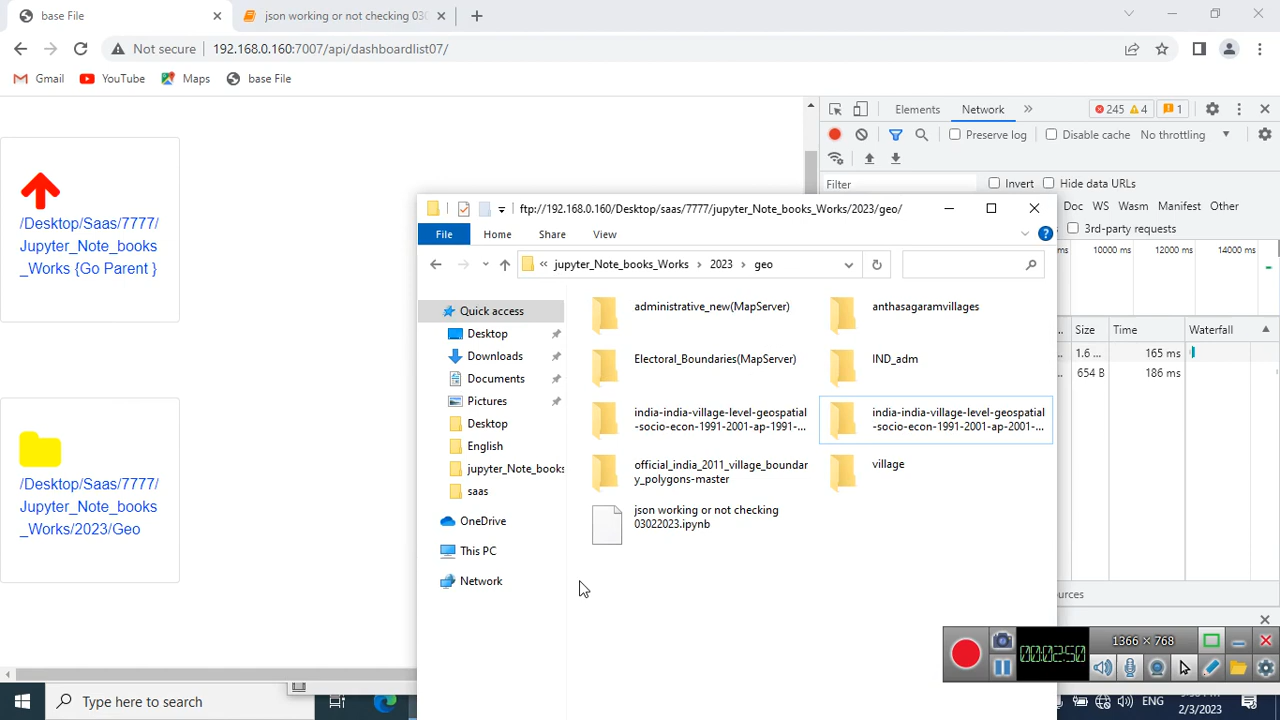 base File
json working or not checking 030
Not secure
192.168.0.160:7007/api/dashboardlist07/
Gmail
YouTube
Maps
base File
Elements
Network
245
4
1
Preserve log
Disable cache
No throttling
Filter
Invert
Hide data URLs
Doc
WS
Wasm
Manifest
Other
3rd-party requests
10000 ms
12000 ms
14000 ms
Size
Time
Waterfall
1.6 ...
165 ms
654 B
186 ms
/Desktop/Saas/7777/
Jupyter_Note_books
_Works {Go Parent }
/Desktop/Saas/7777/
Jupyter_Note_books
_Works/2023/Geo
ftp://192.168.0.160/Desktop/saas/7777/jupyter_Note_books_Works/2023/geo/
File
Home
Share
View
« jupyter_Note_books_Works › 2023 › geo
Quick access
Desktop
Downloads
Documents
Pictures
Desktop
English
jupyter_Note_books
saas
OneDrive
This PC
Network
administrative_new(MapServer)
anthasagaramvillages
Electoral_Boundaries(MapServer)
IND_adm
india-india-village-level-geospatial
-socio-econ-1991-2001-ap-1991-...
india-india-village-level-geospatial
-socio-econ-1991-2001-ap-2001-...
official_india_2011_village_boundar
y_polygons-master
village
json working or not checking
03022023.ipynb
ources
1366 × 768
00:02:50
Type here to search
ENG
2/3/2023